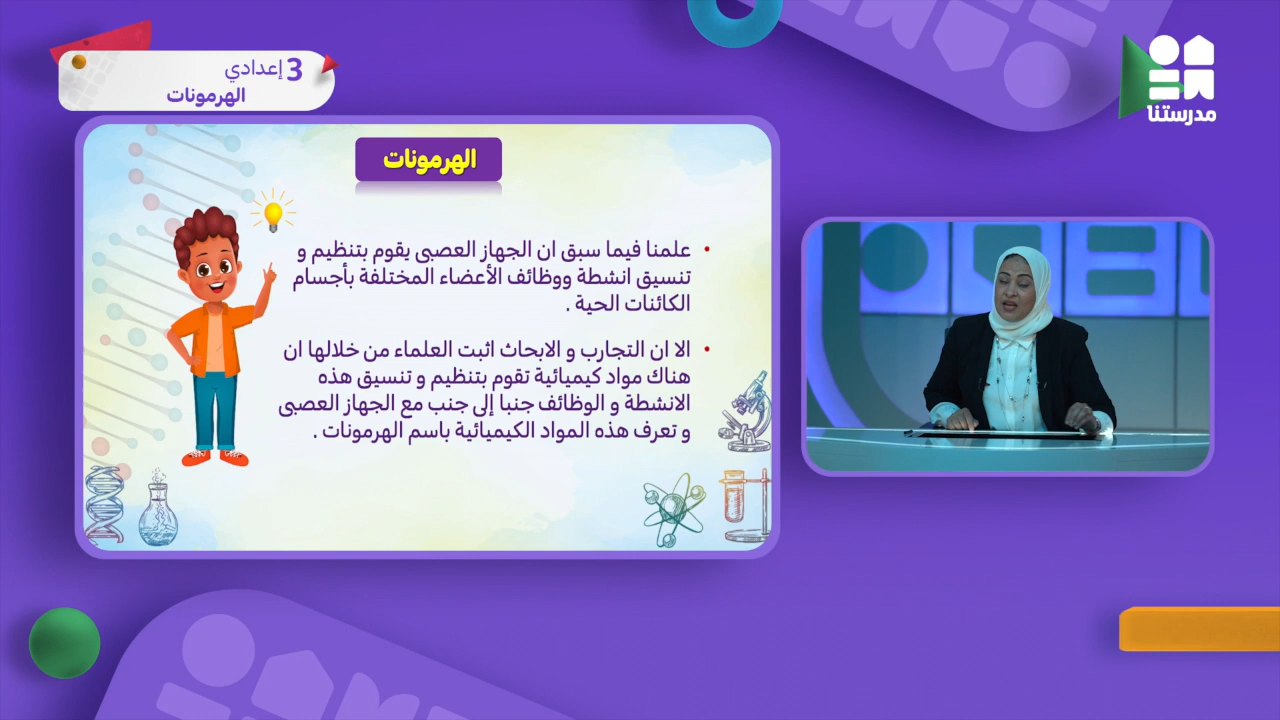 3 إعدادي
الهرمونات
مدرستنا
الهرمونات
• علمنا فيما سبق ان الجهاز العصبى يقوم بتنظيم و
تنسيق انشطة ووظائف الأعضاء المختلفة بأجسام
الكائنات الحية .
• الا ان التجارب و الابحاث اثبت العلماء من خلالها ان
هناك مواد كيميائية تقوم بتنظيم و تنسيق هذه
الانشطة و الوظائف جنبا إلى جنب مع الجهاز العصبى
و تعرف هذه المواد الكيميائية باسم الهرمونات .